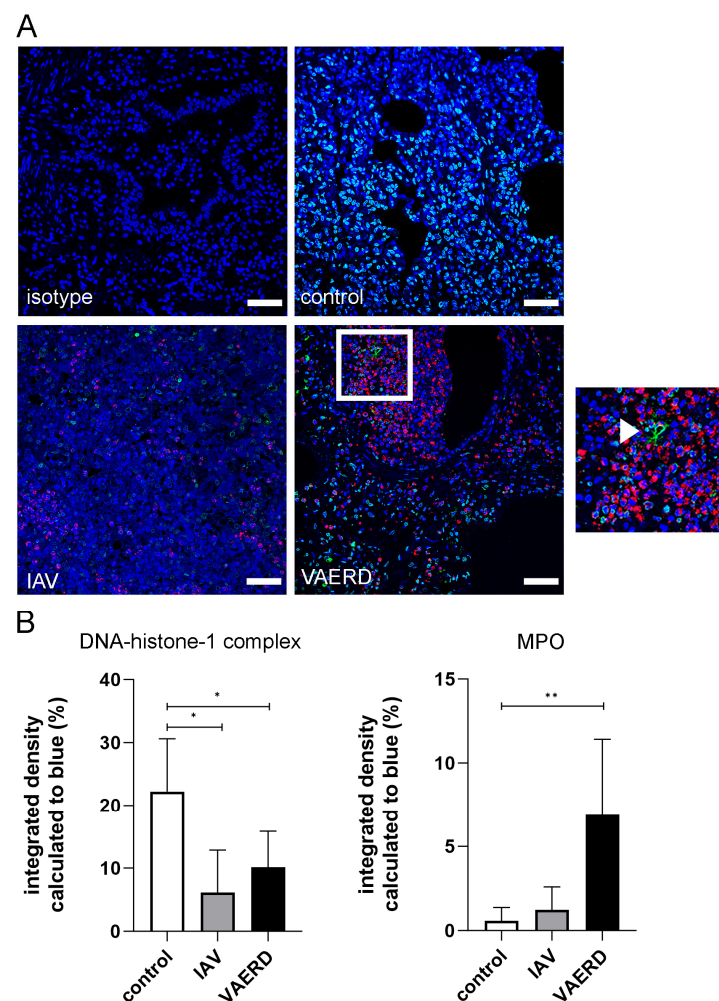 A
isotype
control
IAV
VAERD
B
DNA-histone-1 complex
integrated density
calculated to blue (%)
40
30
20
10
0
*
*
control
IAV
VAERD
MPO
integrated density
calculated to blue (%)
15
10
5
0
**
control
IAV
VAERD